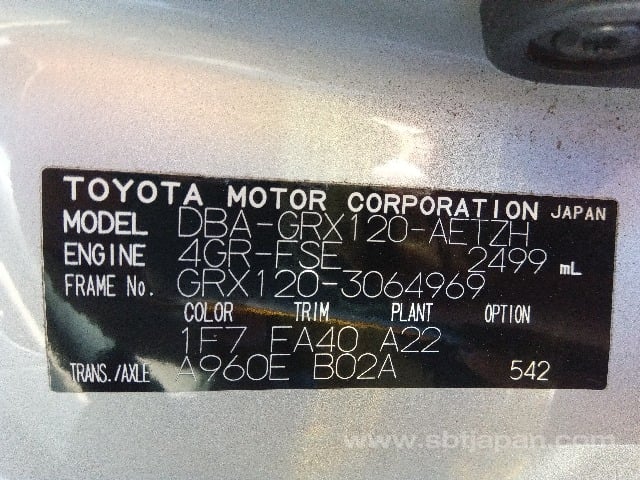 TOYOTA MOTOR CORPORATION JAPAN
MODEL DBA-GRX120-AETZH
ENGINE 4GR-FSE 2499 mL
FRAME No. GRX120-3064969
COLOR TRIM PLANT OPTION
1F7 FA40 A22
TRANS./AXLE A960E B02A 542
www.sbtjapan.com